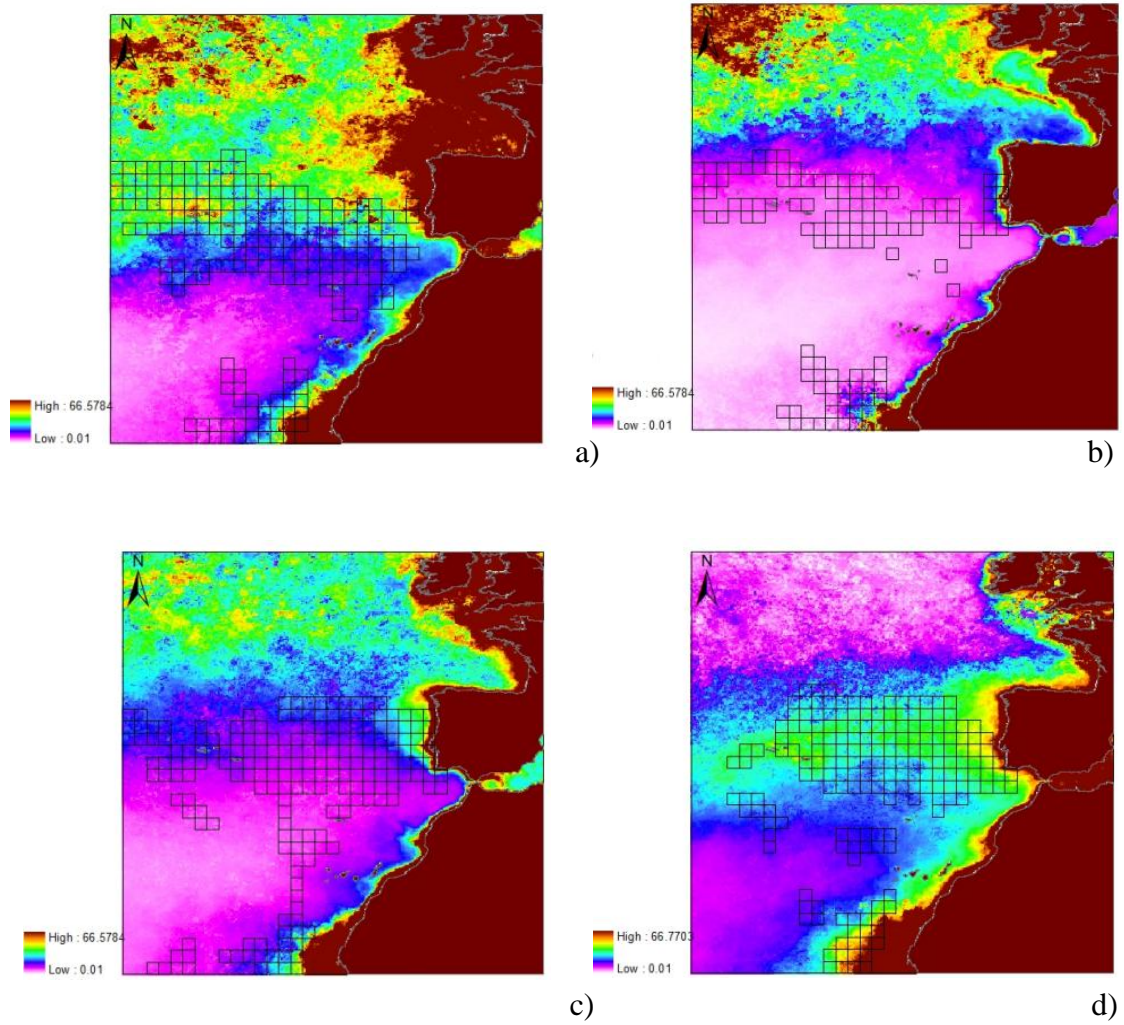 N
N
High : 66.5784
Low : 0.01
a)
High : 66.5784
Low : 0.01
b)
N
N
High : 66.5784
Low : 0.01
c)
High : 66.7703
Low : 0.01
d)